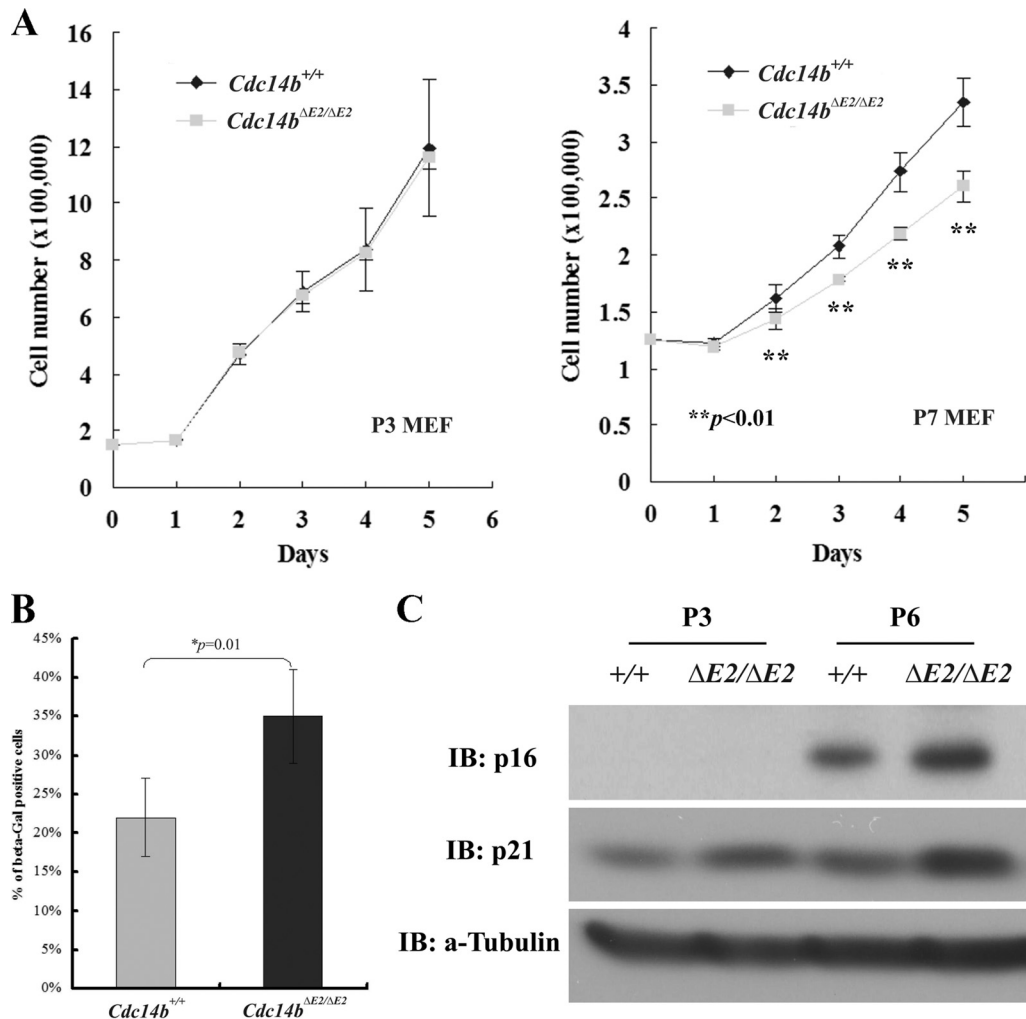 A
Cdc14b+/+
Cdc14bΔE2/ΔE2
Cell number (x100,000)
14
12
10
8
6
4
2
0
P3 MEF
0 1 2 3 4 5 6
Days
Cdc14b+/+
Cdc14bΔE2/ΔE2
Cell number (x100,000)
4
3.5
3
2.5
2
1.5
1
0.5
0
**
**
**
**
**p<0.01
P7 MEF
0 1 2 3 4 5
Days
B
% of beta-Gal positive cells
45%
40%
35%
30%
25%
20%
15%
10%
5%
0%
*p=0.01
Cdc14b+/+
Cdc14bΔE2/ΔE2
C
P3 P6
+/+ ΔE2/ΔE2 +/+ ΔE2/ΔE2
IB: p16
IB: p21
IB: a-Tubulin